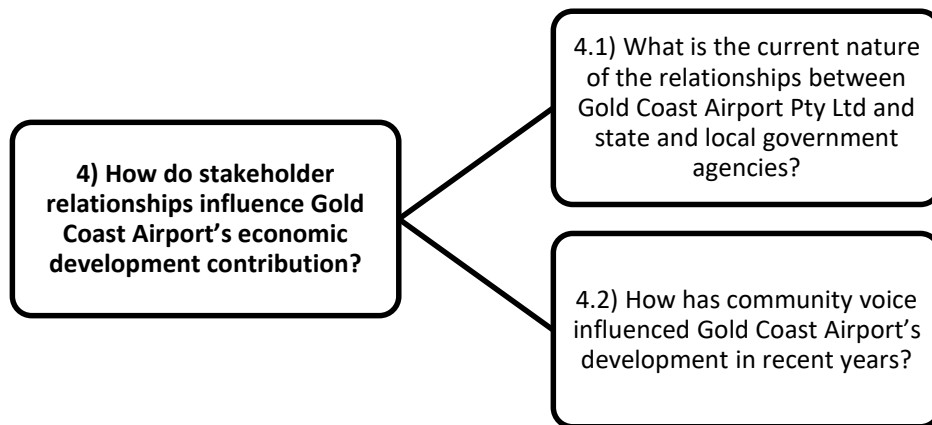 4) How do stakeholder
relationships influence Gold
Coast Airport’s economic
development contribution?
4.1) What is the current nature
of the relationships between
Gold Coast Airport Pty Ltd and
state and local government
agencies?
4.2) How has community voice
influenced Gold Coast Airport’s
development in recent years?